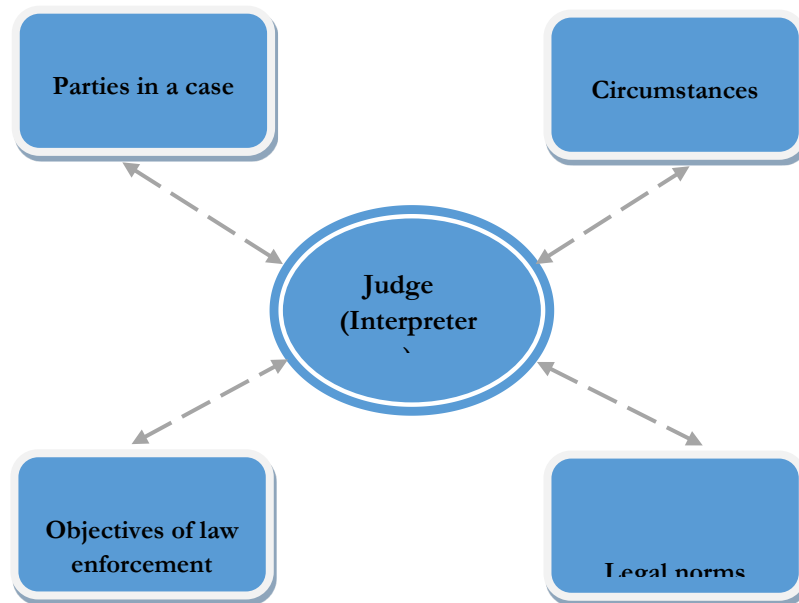 Parties in a case
Circumstances
Judge
(Interpreter
)
Objectives of law
enforcement
Legal norms